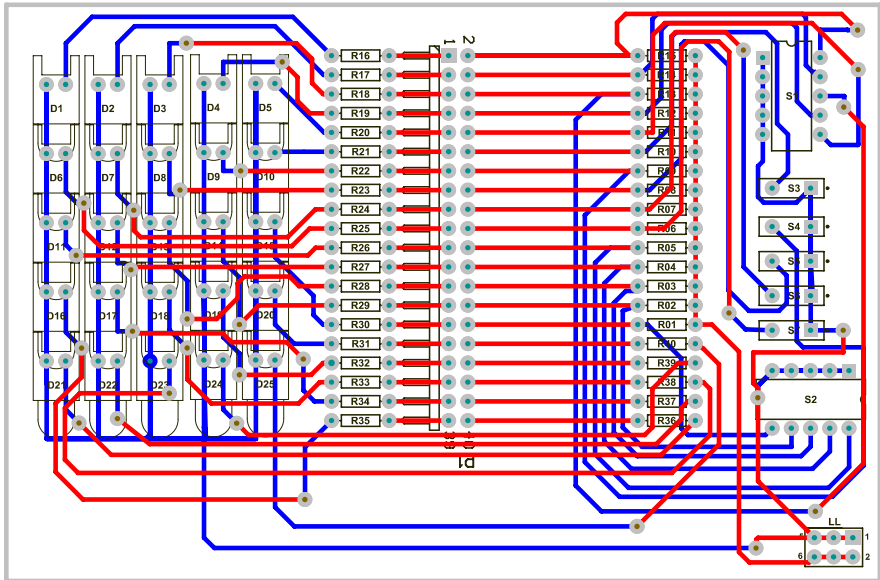 D1 D2 D3 D4 D5
D6 D7 D8 D9 D10
D11
D16 D17 D18 D20
D21 D22 D23 D24 D25
R16
R17
R18
R19
R20
R21
R22
R23
R24
R25
R26
R27
R28
R29
R30
R31
R32
R33
R34
R35
1 2
39 40
P1
R07
R06
R05
R04
R03
R02
R01
R39
R38
R37
R36
S1
S3
S4
S2
LL
1
6 2